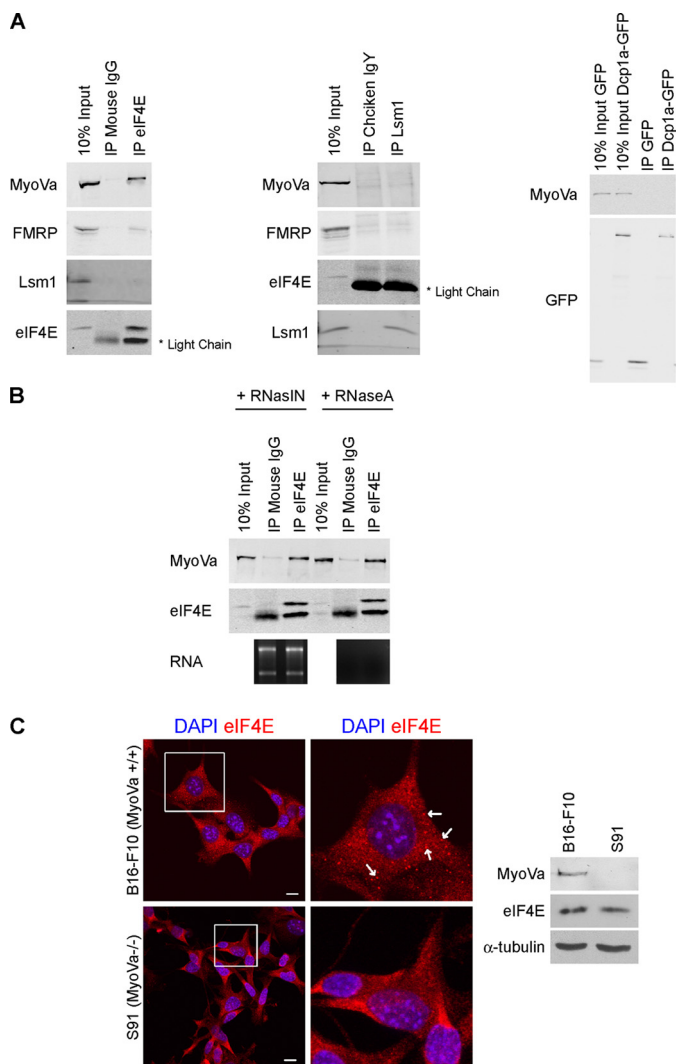 A
10% Input
IP Mouse IgG
IP eIF4E
MyoVa
FMRP
Lsm1
eIF4E
* Light Chain
10% Input
IP Chciken IgY
IP Lsm1
MyoVa
FMRP
eIF4E
* Light Chain
Lsm1
10% Input GFP
10% Input Dcp1a-GFP
IP GFP
IP Dcp1a-GFP
MyoVa
GFP
B
+ RNasIN
+ RNaseA
10% Input
IP Mouse IgG
IP eIF4E
10% Input
IP Mouse IgG
IP eIF4E
MyoVa
eIF4E
RNA
C
DAPI eIF4E
DAPI eIF4E
B16-F10 (MyoVa +/+)
S91 (MyoVa-/-)
B16-F10
S91
MyoVa
eIF4E
α-tubulin